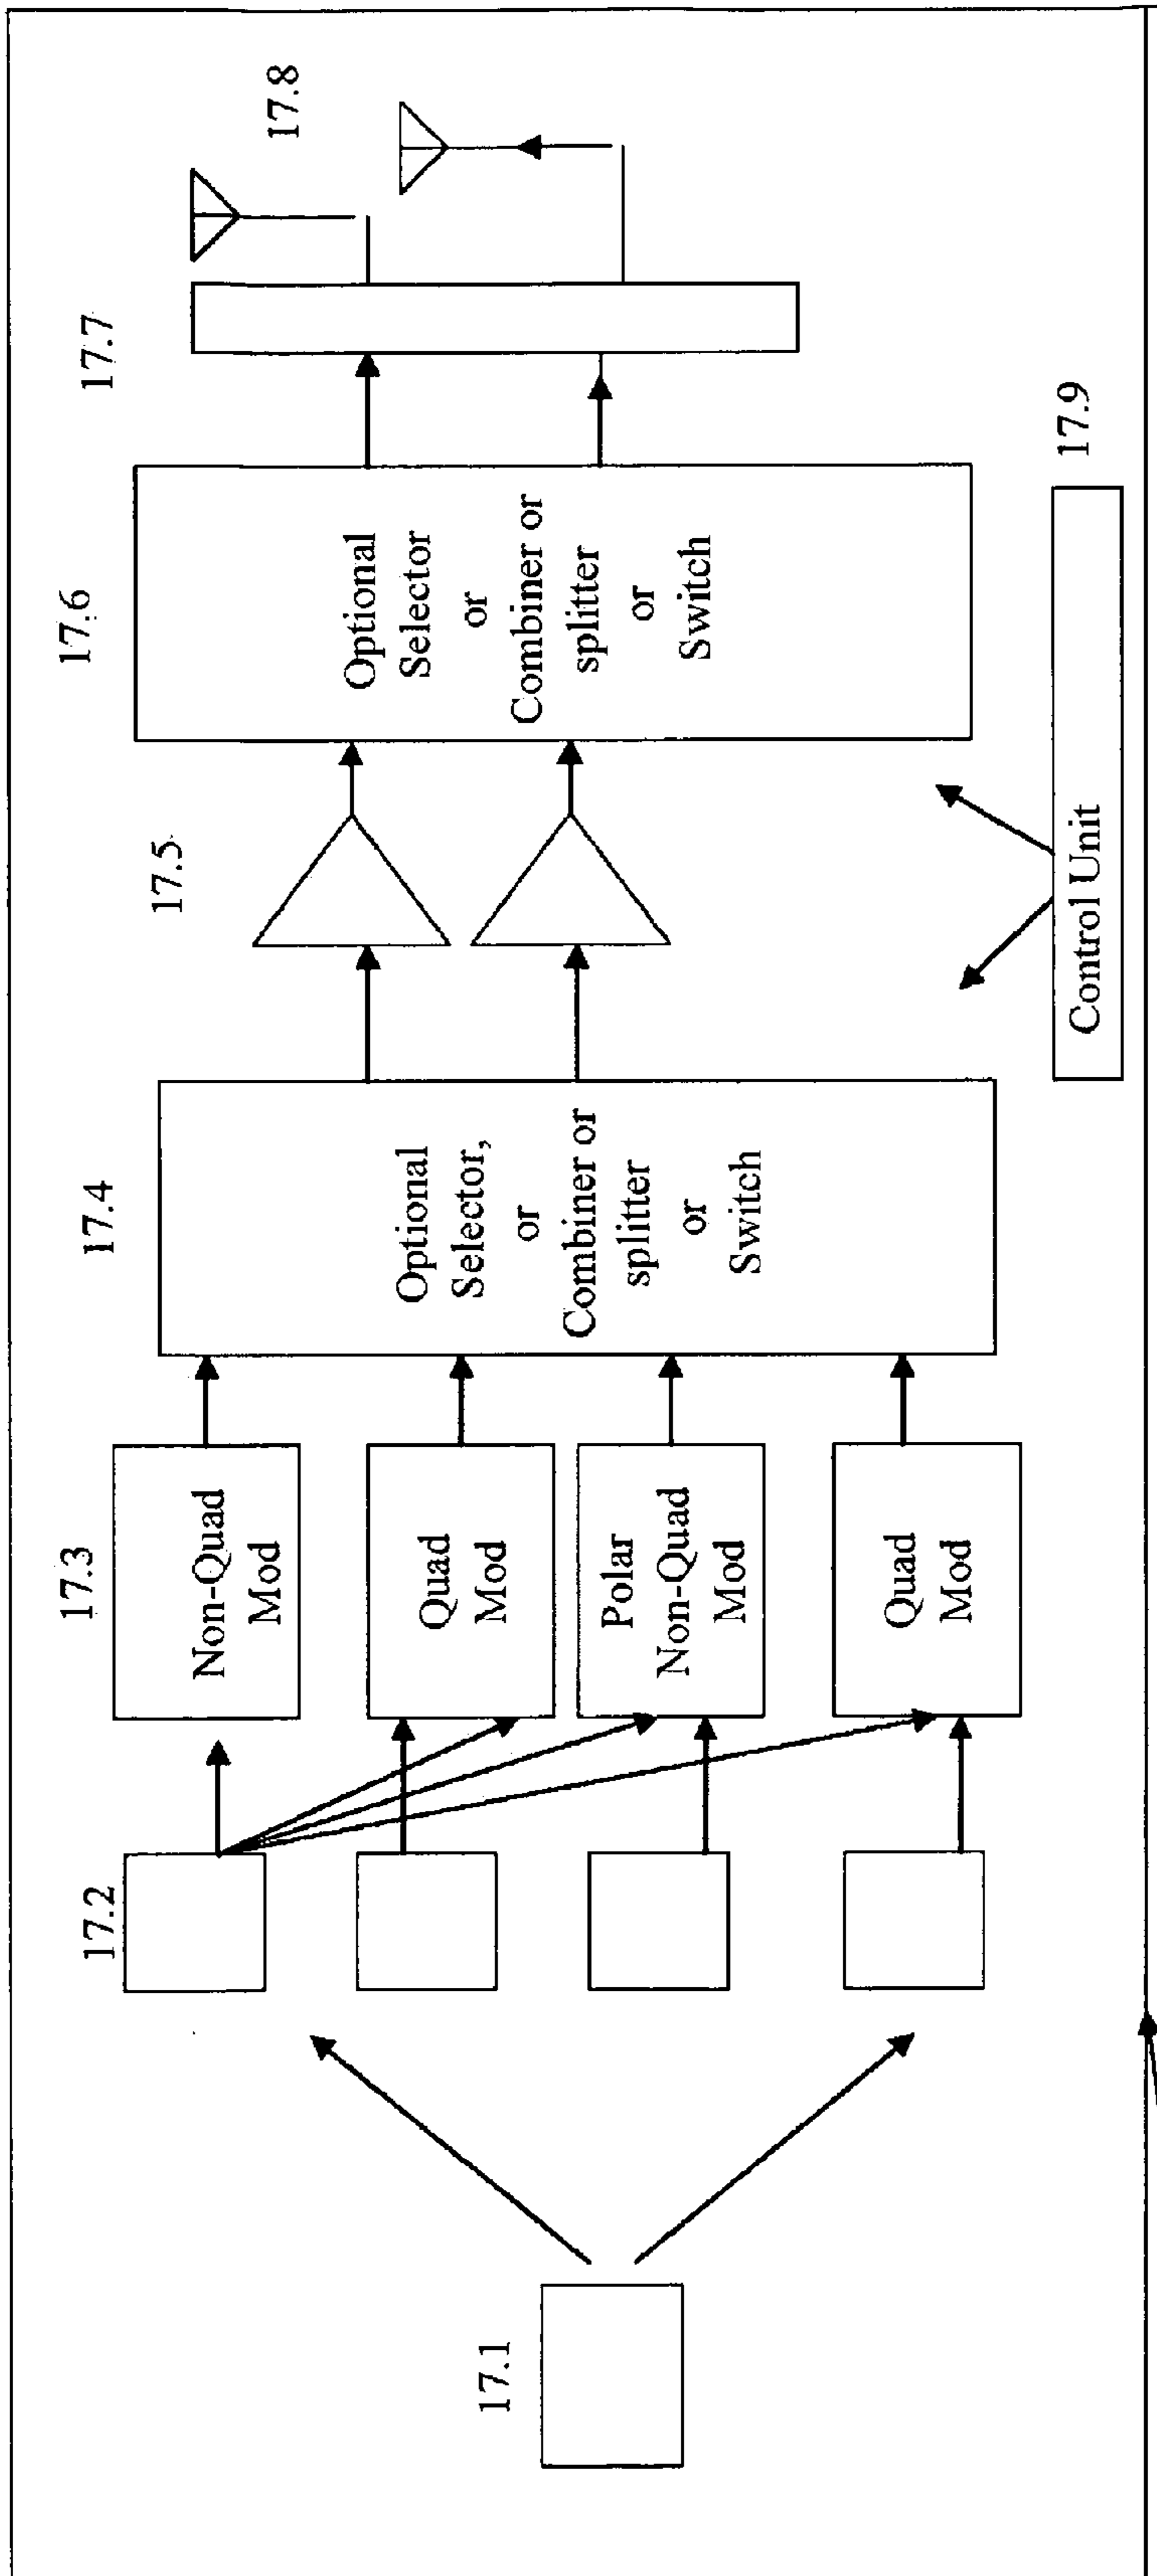 17.1
17.2
17.3
Non-Quad
Mod
Quad
Mod
Polar
Non-Quad
Mod
Quad
Mod
17.4
Optional
Selector,
or
Combiner or
splitter
or
Switch
17.5
17.6
Optional
Selector
or
Combiner or
splitter
or
Switch
17.7
17.8
17.9
Control Unit